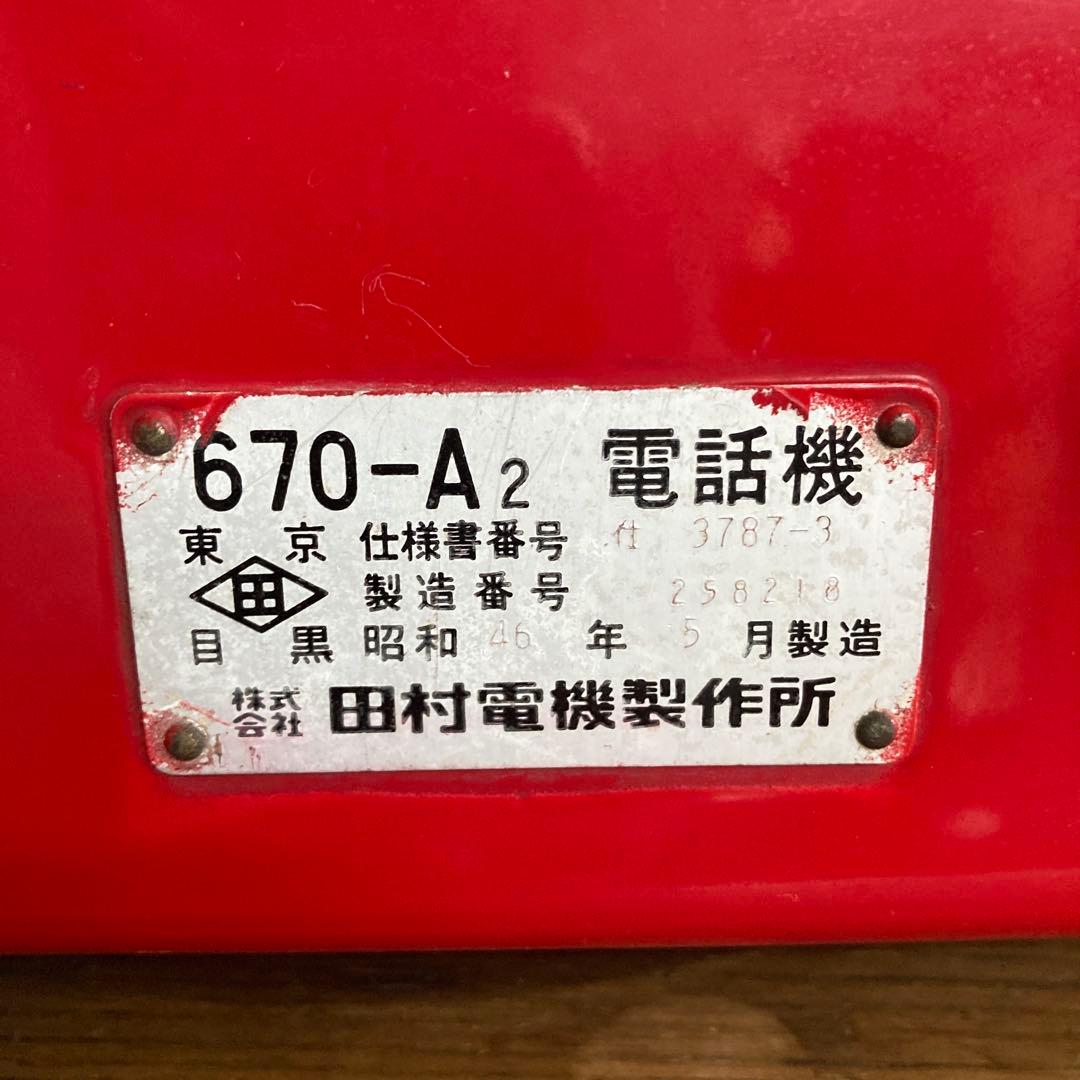 670-A2 電話機
東京 仕様書番号 仕 3787-3
田 製造番号 258218
目黒 昭和 46 年 5 月製造
株式会社 田村電機製作所